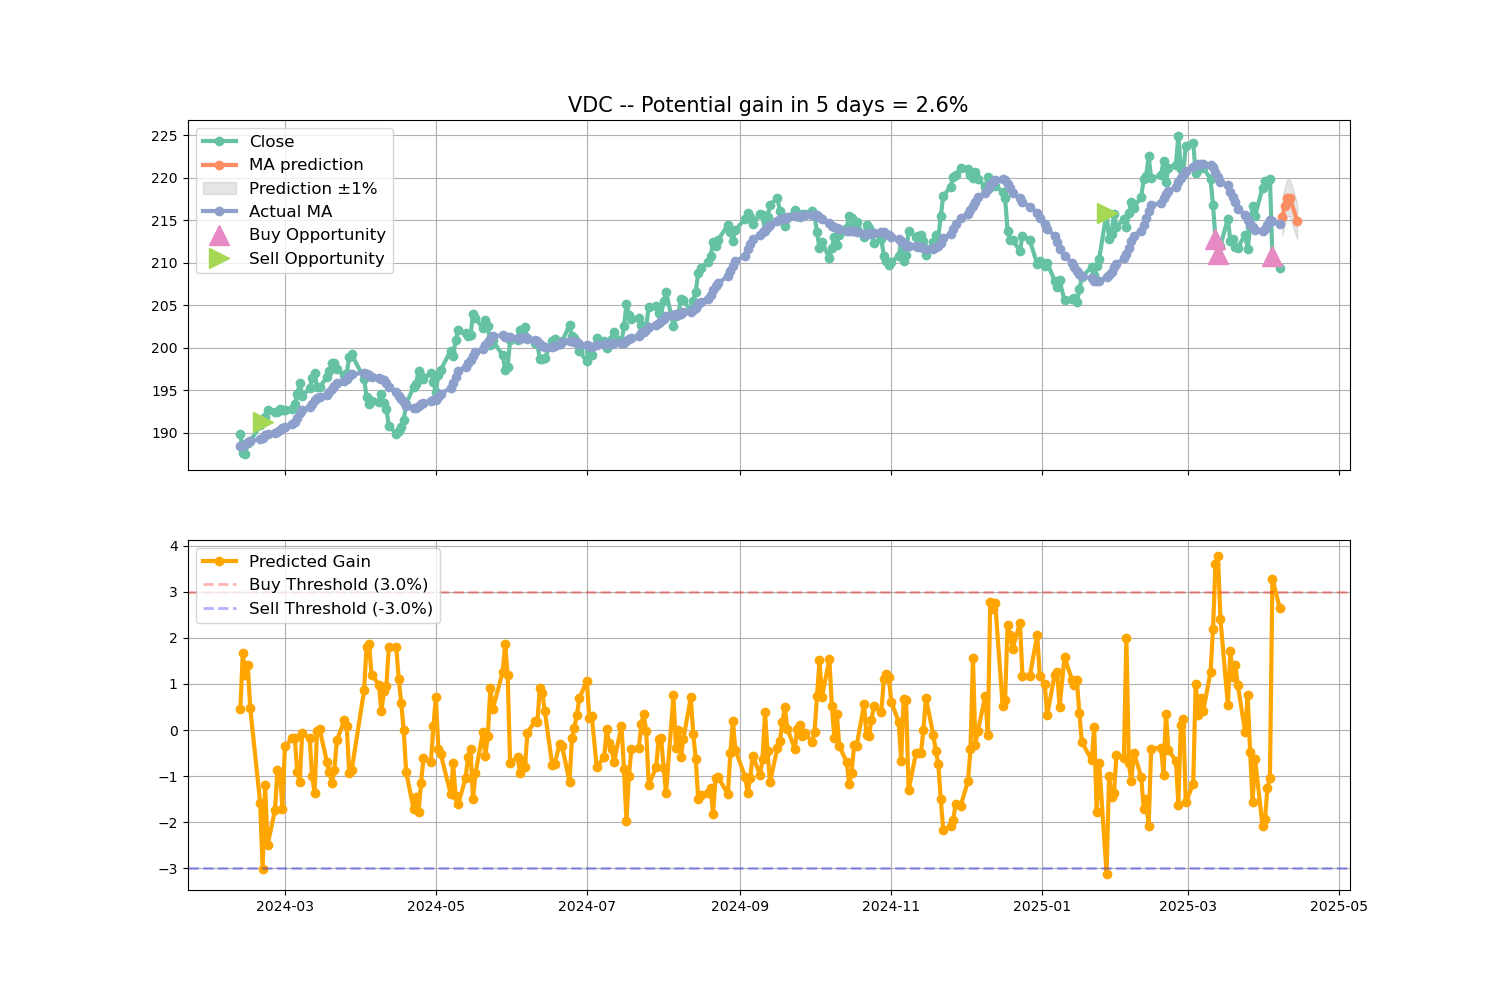 VDC -- Potential gain in 5 days = 2.6%
225
220
215
210
205
200
195
190
Close
MA prediction
Prediction ±1%
Actual MA
Buy Opportunity
Sell Opportunity
4
3
2
1
0
−1
−2
−3
Predicted Gain
Buy Threshold (3.0%)
Sell Threshold (-3.0%)
2024-03
2024-05
2024-07
2024-09
2024-11
2025-01
2025-03
2025-05